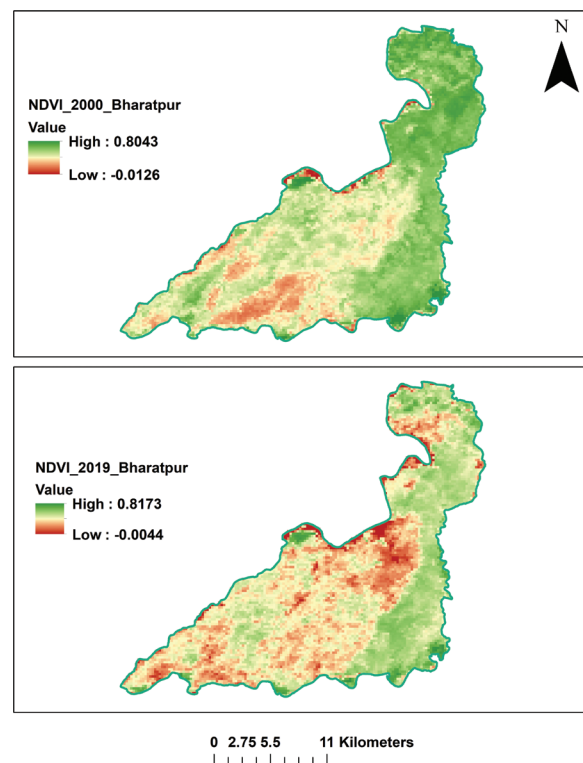 N
NDVI_2000_Bharatpur
Value
High : 0.8043
Low : -0.0126
NDVI_2019_Bharatpur
Value
High : 0.8173
Low : -0.0044
0 2.75 5.5 11 Kilometers